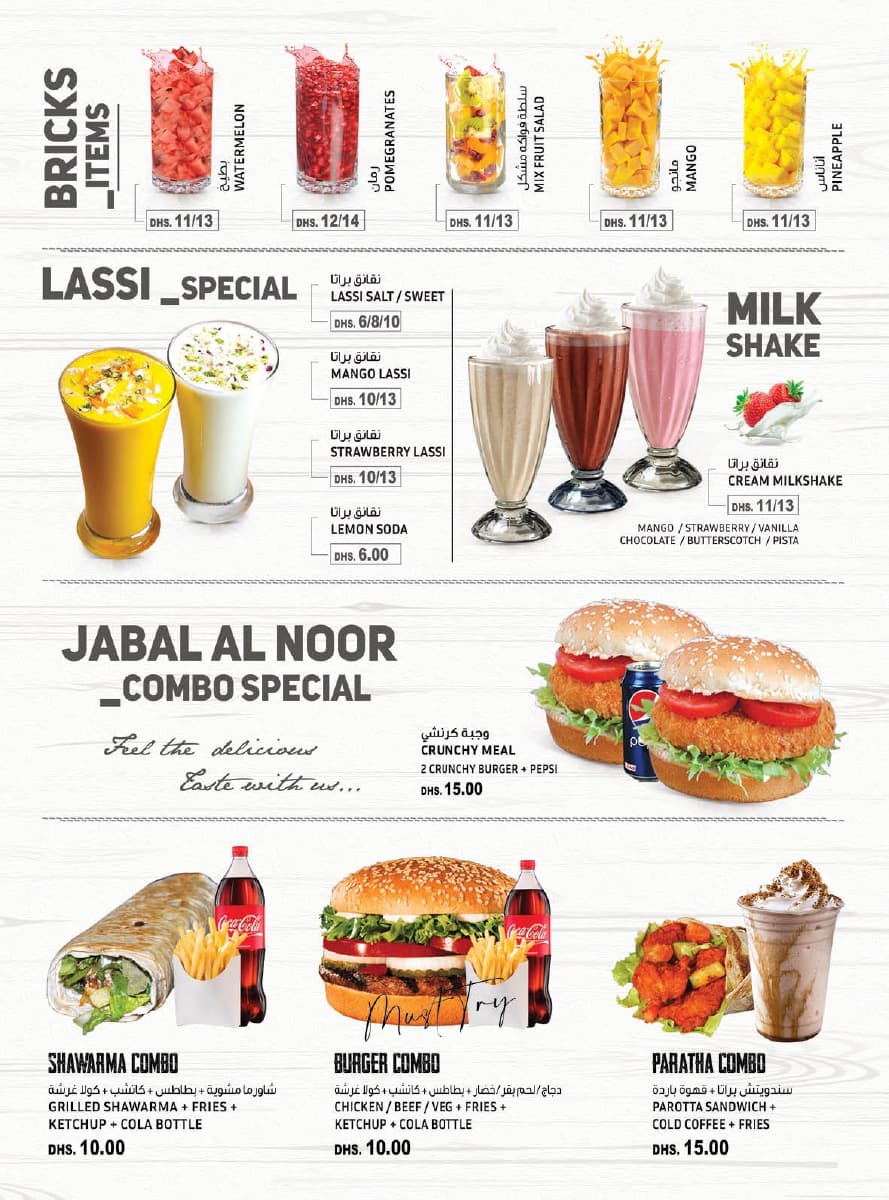 BRICKS
_ITEMS
بطيخ
WATERMELON
DHS. 11/13
رمان
POMEGRANATES
DHS. 12/14
سلطة فواكه مشكل
MIX FRUIT SALAD
DHS. 11/13
مانجو
MANGO
DHS. 11/13
أناناس
PINEAPPLE
DHS. 11/13
LASSI _SPECIAL
نقانق براتا
LASSI SALT / SWEET
DHS. 6/8/10
نقانق براتا
MANGO LASSI
DHS. 10/13
نقانق براتا
STRAWBERRY LASSI
DHS. 10/13
نقانق براتا
LEMON SODA
DHS. 6.00
MILK
SHAKE
نقانق براتا
CREAM MILKSHAKE
DHS. 11/13
MANGO / STRAWBERRY / VANILLA
CHOCOLATE / BUTTERSCOTCH / PISTA
JABAL AL NOOR
_COMBO SPECIAL
Feel the delicious
Taste with us...
وجبة كرنشي
CRUNCHY MEAL
2 CRUNCHY BURGER + PEPSI
DHS. 15.00
Coca-Cola
SHAWARMA COMBO
شاورما مشوية + بطاطس + كاتشب + كولا غرشة
GRILLED SHAWARMA + FRIES +
KETCHUP + COLA BOTTLE
DHS. 10.00
Coca-Cola
Must Try
BURGER COMBO
دجاج/لحم بقر/خضار + بطاطس + كاتشب + كولا غرشة
CHICKEN / BEEF / VEG + FRIES +
KETCHUP + COLA BOTTLE
DHS. 10.00
PARATHA COMBO
سندويتش براتا + قهوة باردة
PAROTTA SANDWICH +
COLD COFFEE + FRIES
DHS. 15.00